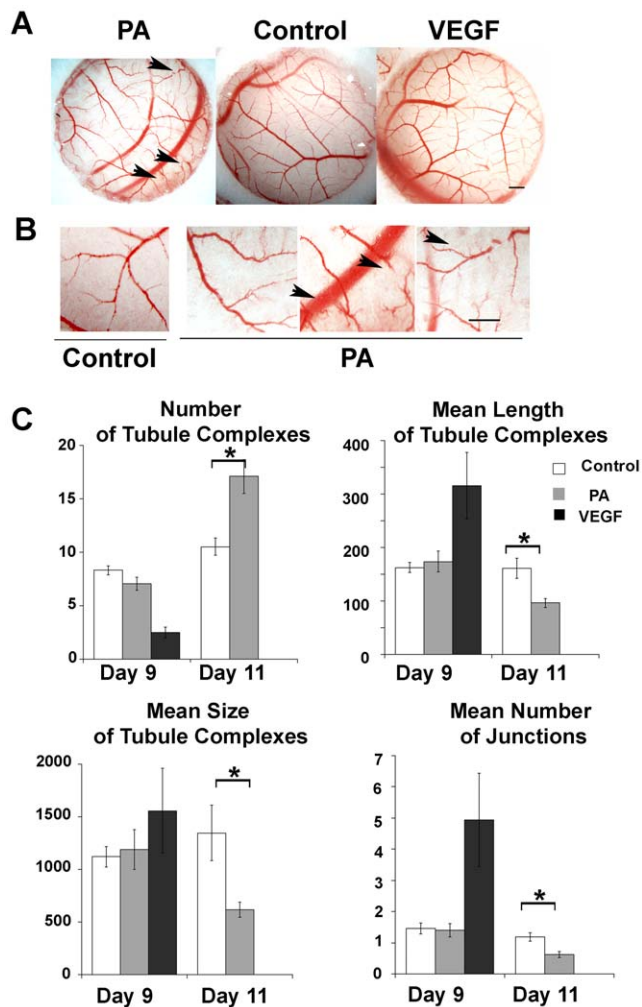 A
PA Control VEGF
B
Control PA
C
Number
of Tubule Complexes
20
15
10
5
0
*
Day 9 Day 11
Mean Length
of Tubule Complexes
400
300
200
100
0
*
Control
PA
VEGF
Day 9 Day 11
Mean Size
of Tubule Complexes
2000
1500
1000
500
0
*
Day 9 Day 11
Mean Number
of Junctions
7
6
5
4
3
2
1
0
*
Day 9 Day 11